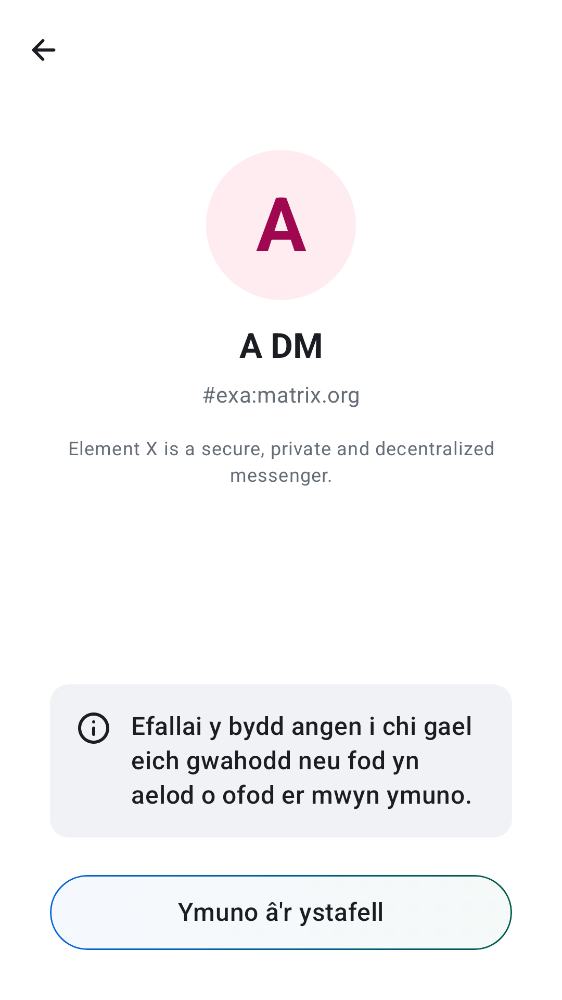 A
A DM
#exa:matrix.org
Element X is a secure, private and decentralized
messenger.
Efallai y bydd angen i chi gael
eich gwahodd neu fod yn
aelod o ofod er mwyn ymuno.
Ymuno â'r ystafell